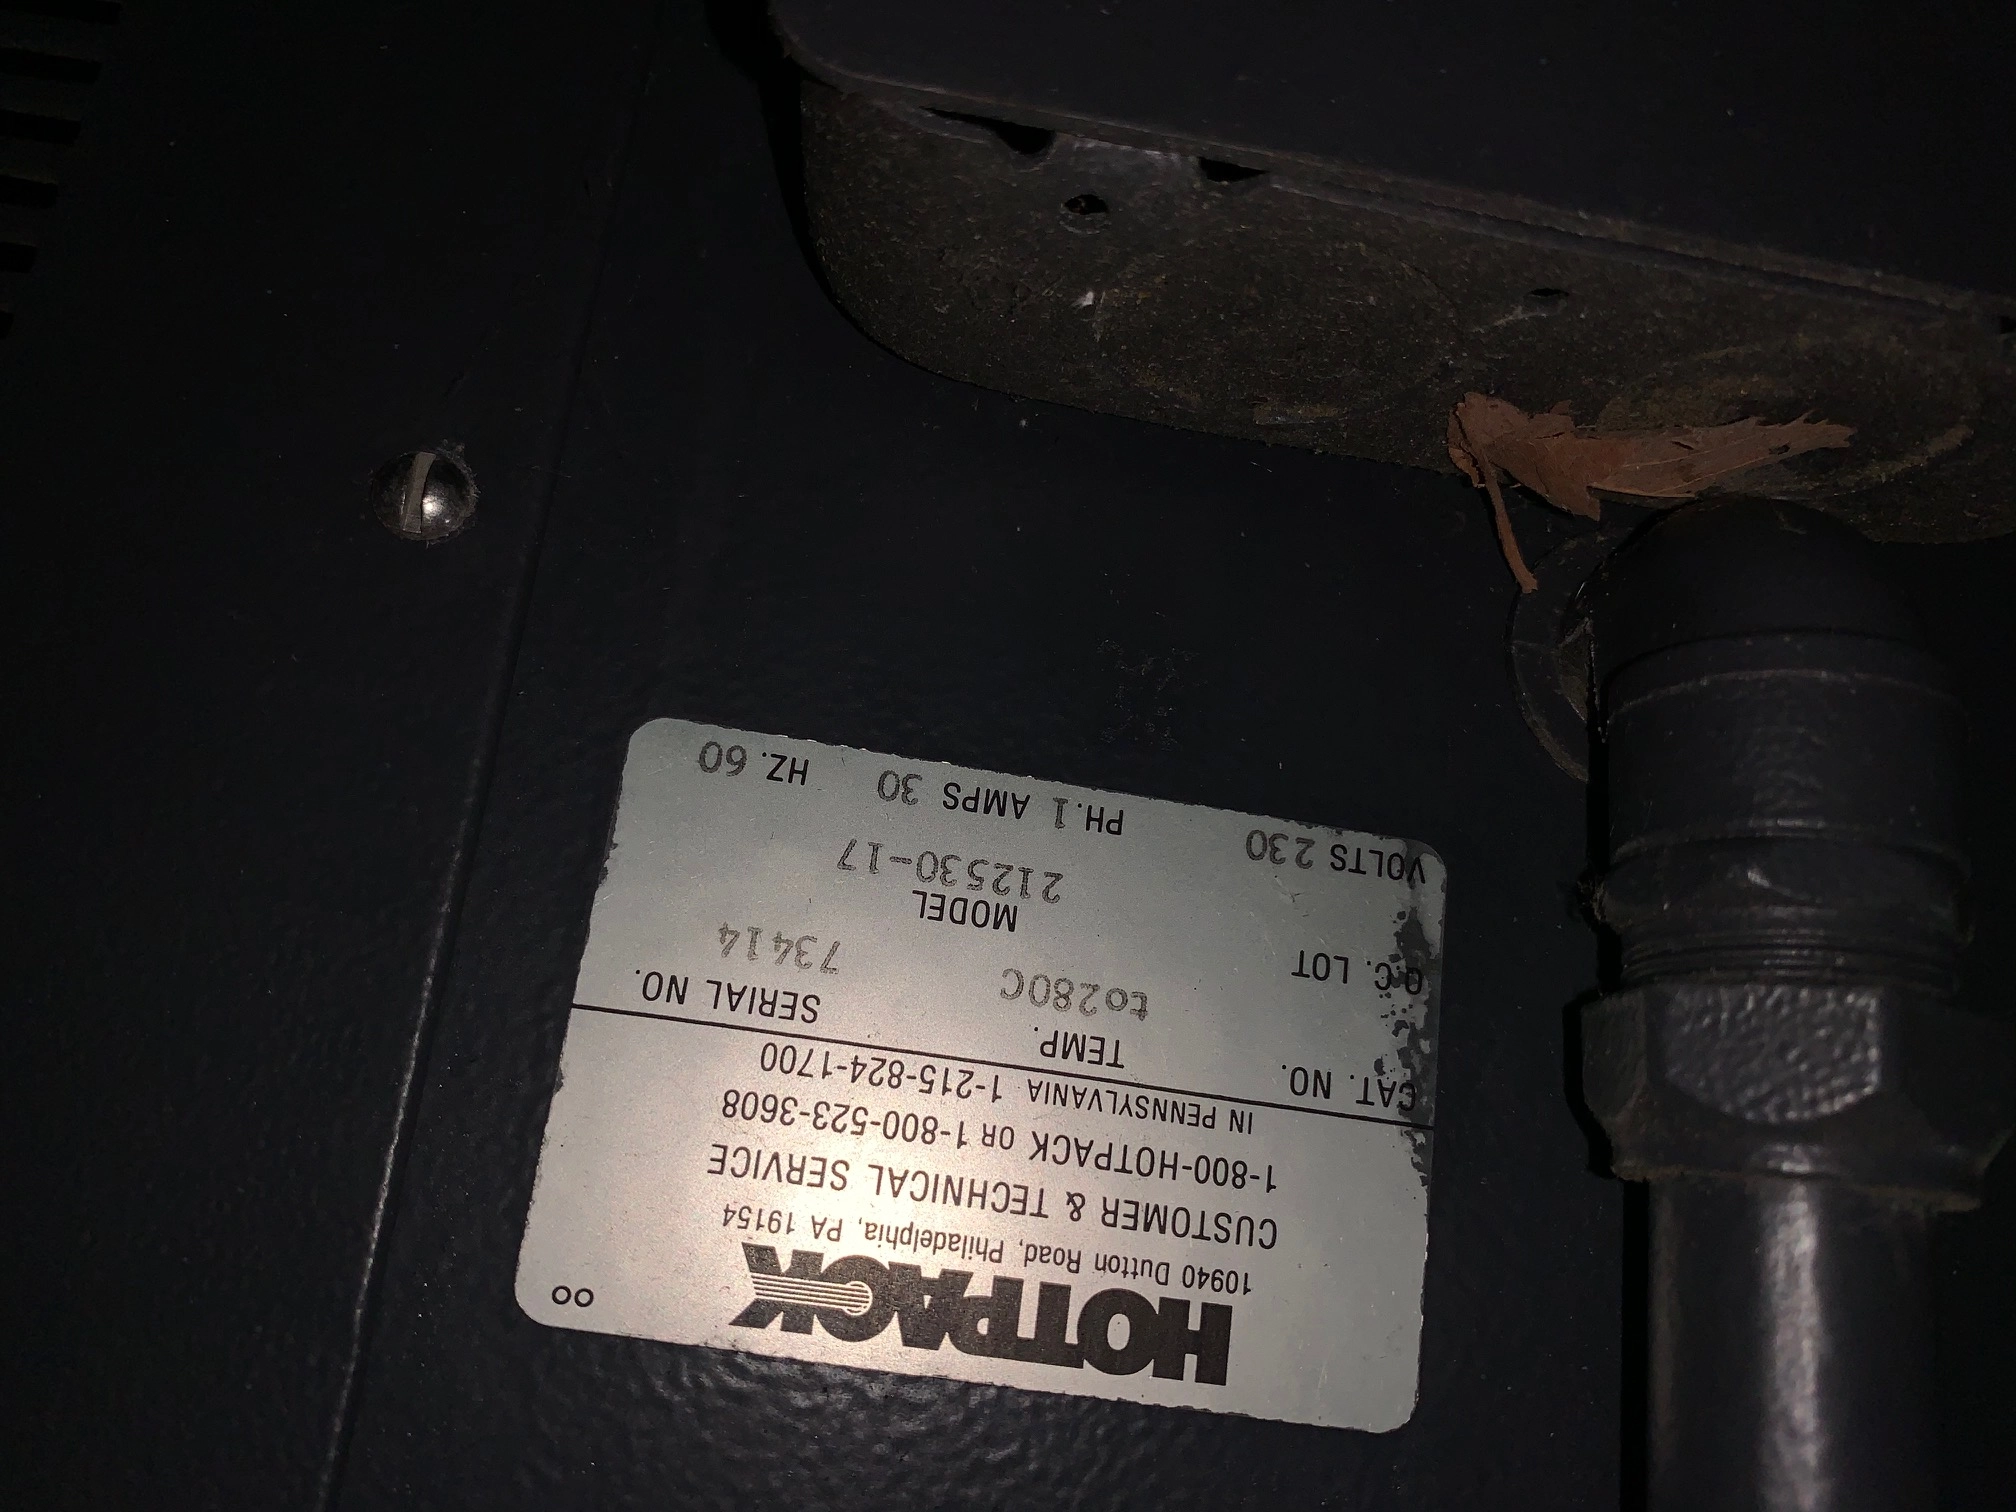 HOTPACK
10940 Dutton Road, Philadelphia, PA 19154
CUSTOMER & TECHNICAL SERVICE
1-800-HOTPACK OR 1-800-523-3608
IN PENNSYLVANIA 1-215-824-1700
CAT. NO. TEMP. SERIAL NO.
to280C 73414
Q.C. LOT MODEL
212530-17
VOLTS 230 PH.1 AMPS 30 HZ. 60